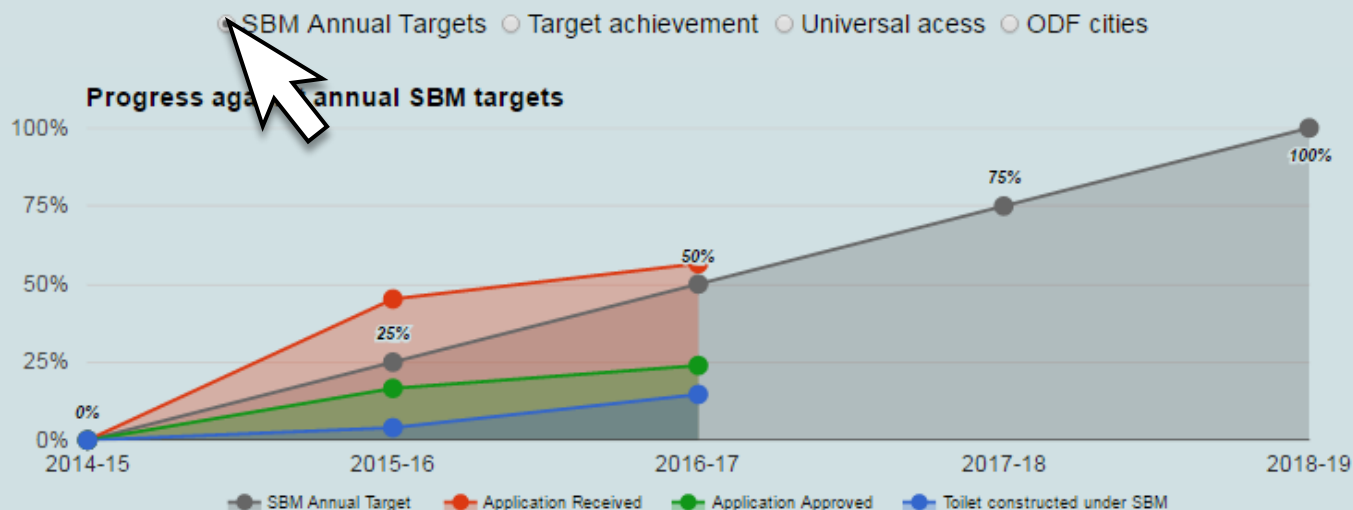 SBM Annual Targets Target achievement Universal acess ODF cities
Progress aga annual SBM targets
100%
100%
75%
75%
50%
50%
25%
25%
0%
0%
2014-15 2015-16 2016-17 2017-18 2018-19
SBM Annual Target Application Received Application Approved Toilet constructed under SBM